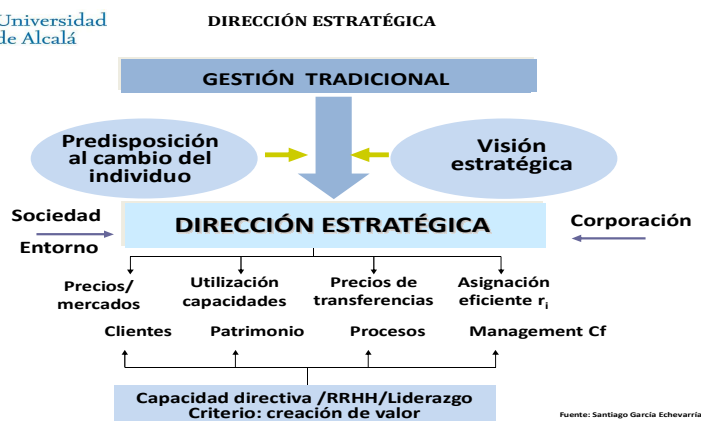 Universidad
de Alcalá
DIRECCIÓN ESTRATÉGICA
GESTIÓN TRADICIONAL
Predisposición
al cambio del
individuo
Visión
estratégica
Sociedad
Entorno
DIRECCIÓN ESTRATÉGICA
Corporación
Precios/
mercados
Utilización
capacidades
Precios de
transferencias
Asignación
eficiente rᵢ
Clientes
Patrimonio
Procesos
Management Cf
Capacidad directiva /RRHH/Liderazgo
Criterio: creación de valor
Fuente: Santiago García Echevarría